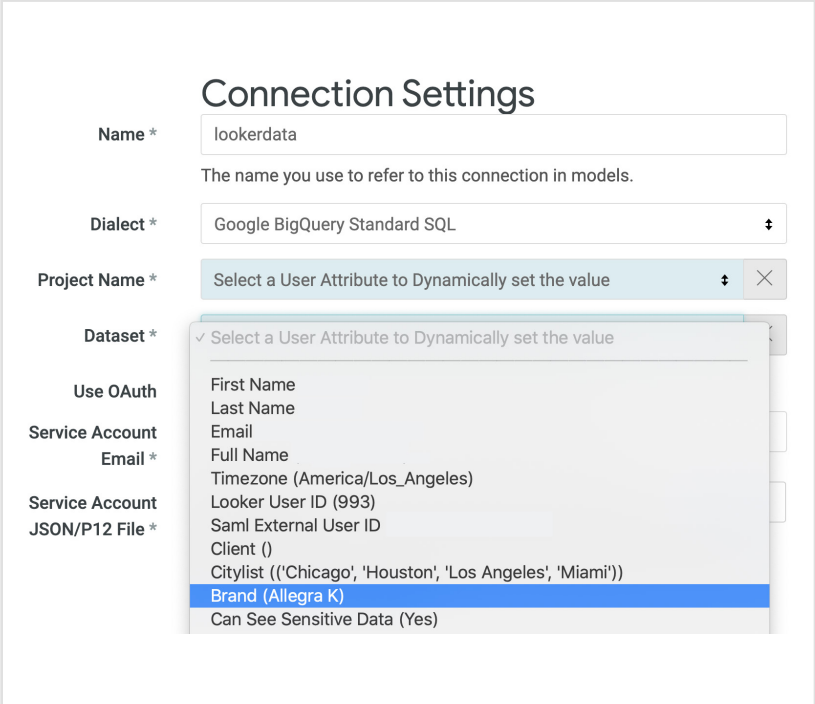 Connection Settings
Name *
lookerdata
The name you use to refer to this connection in models.
Dialect *
Google BigQuery Standard SQL
Project Name *
Select a User Attribute to Dynamically set the value
Dataset *
✓ Select a User Attribute to Dynamically set the value
Use OAuth
First Name
Last Name
Service Account
Email *
Email
Full Name
Timezone (America/Los_Angeles)
Service Account
JSON/P12 File *
Looker User ID (993)
Saml External User ID
Client ()
Citylist (('Chicago', 'Houston', 'Los Angeles', 'Miami'))
Brand (Allegra K)
Can See Sensitive Data (Yes)